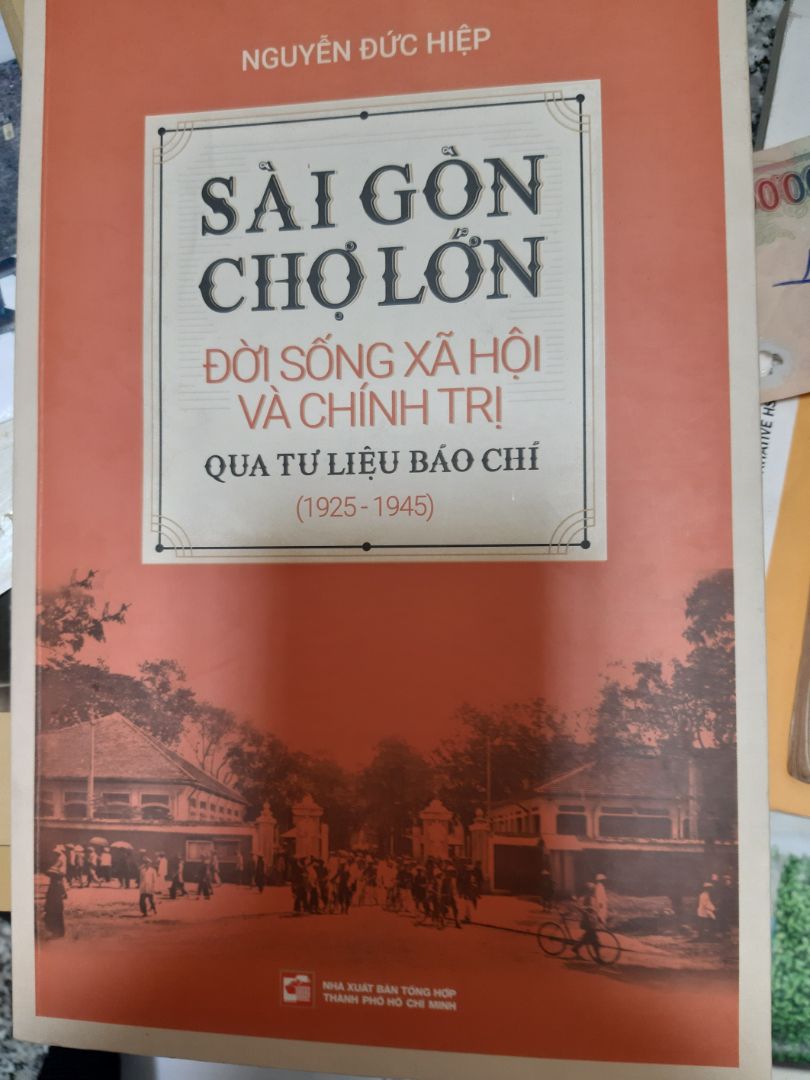 NGUYỄN ĐỨC HIỆP
SÀI GÒN
CHỢ LỚN
ĐỜI SỐNG XÃ HỘI
VÀ CHÍNH TRỊ
QUA TƯ LIỆU BÁO CHÍ
(1925 - 1945)
NHÀ XUẤT BẢN TỔNG HỢP
THÀNH PHỐ HỒ CHÍ MINH